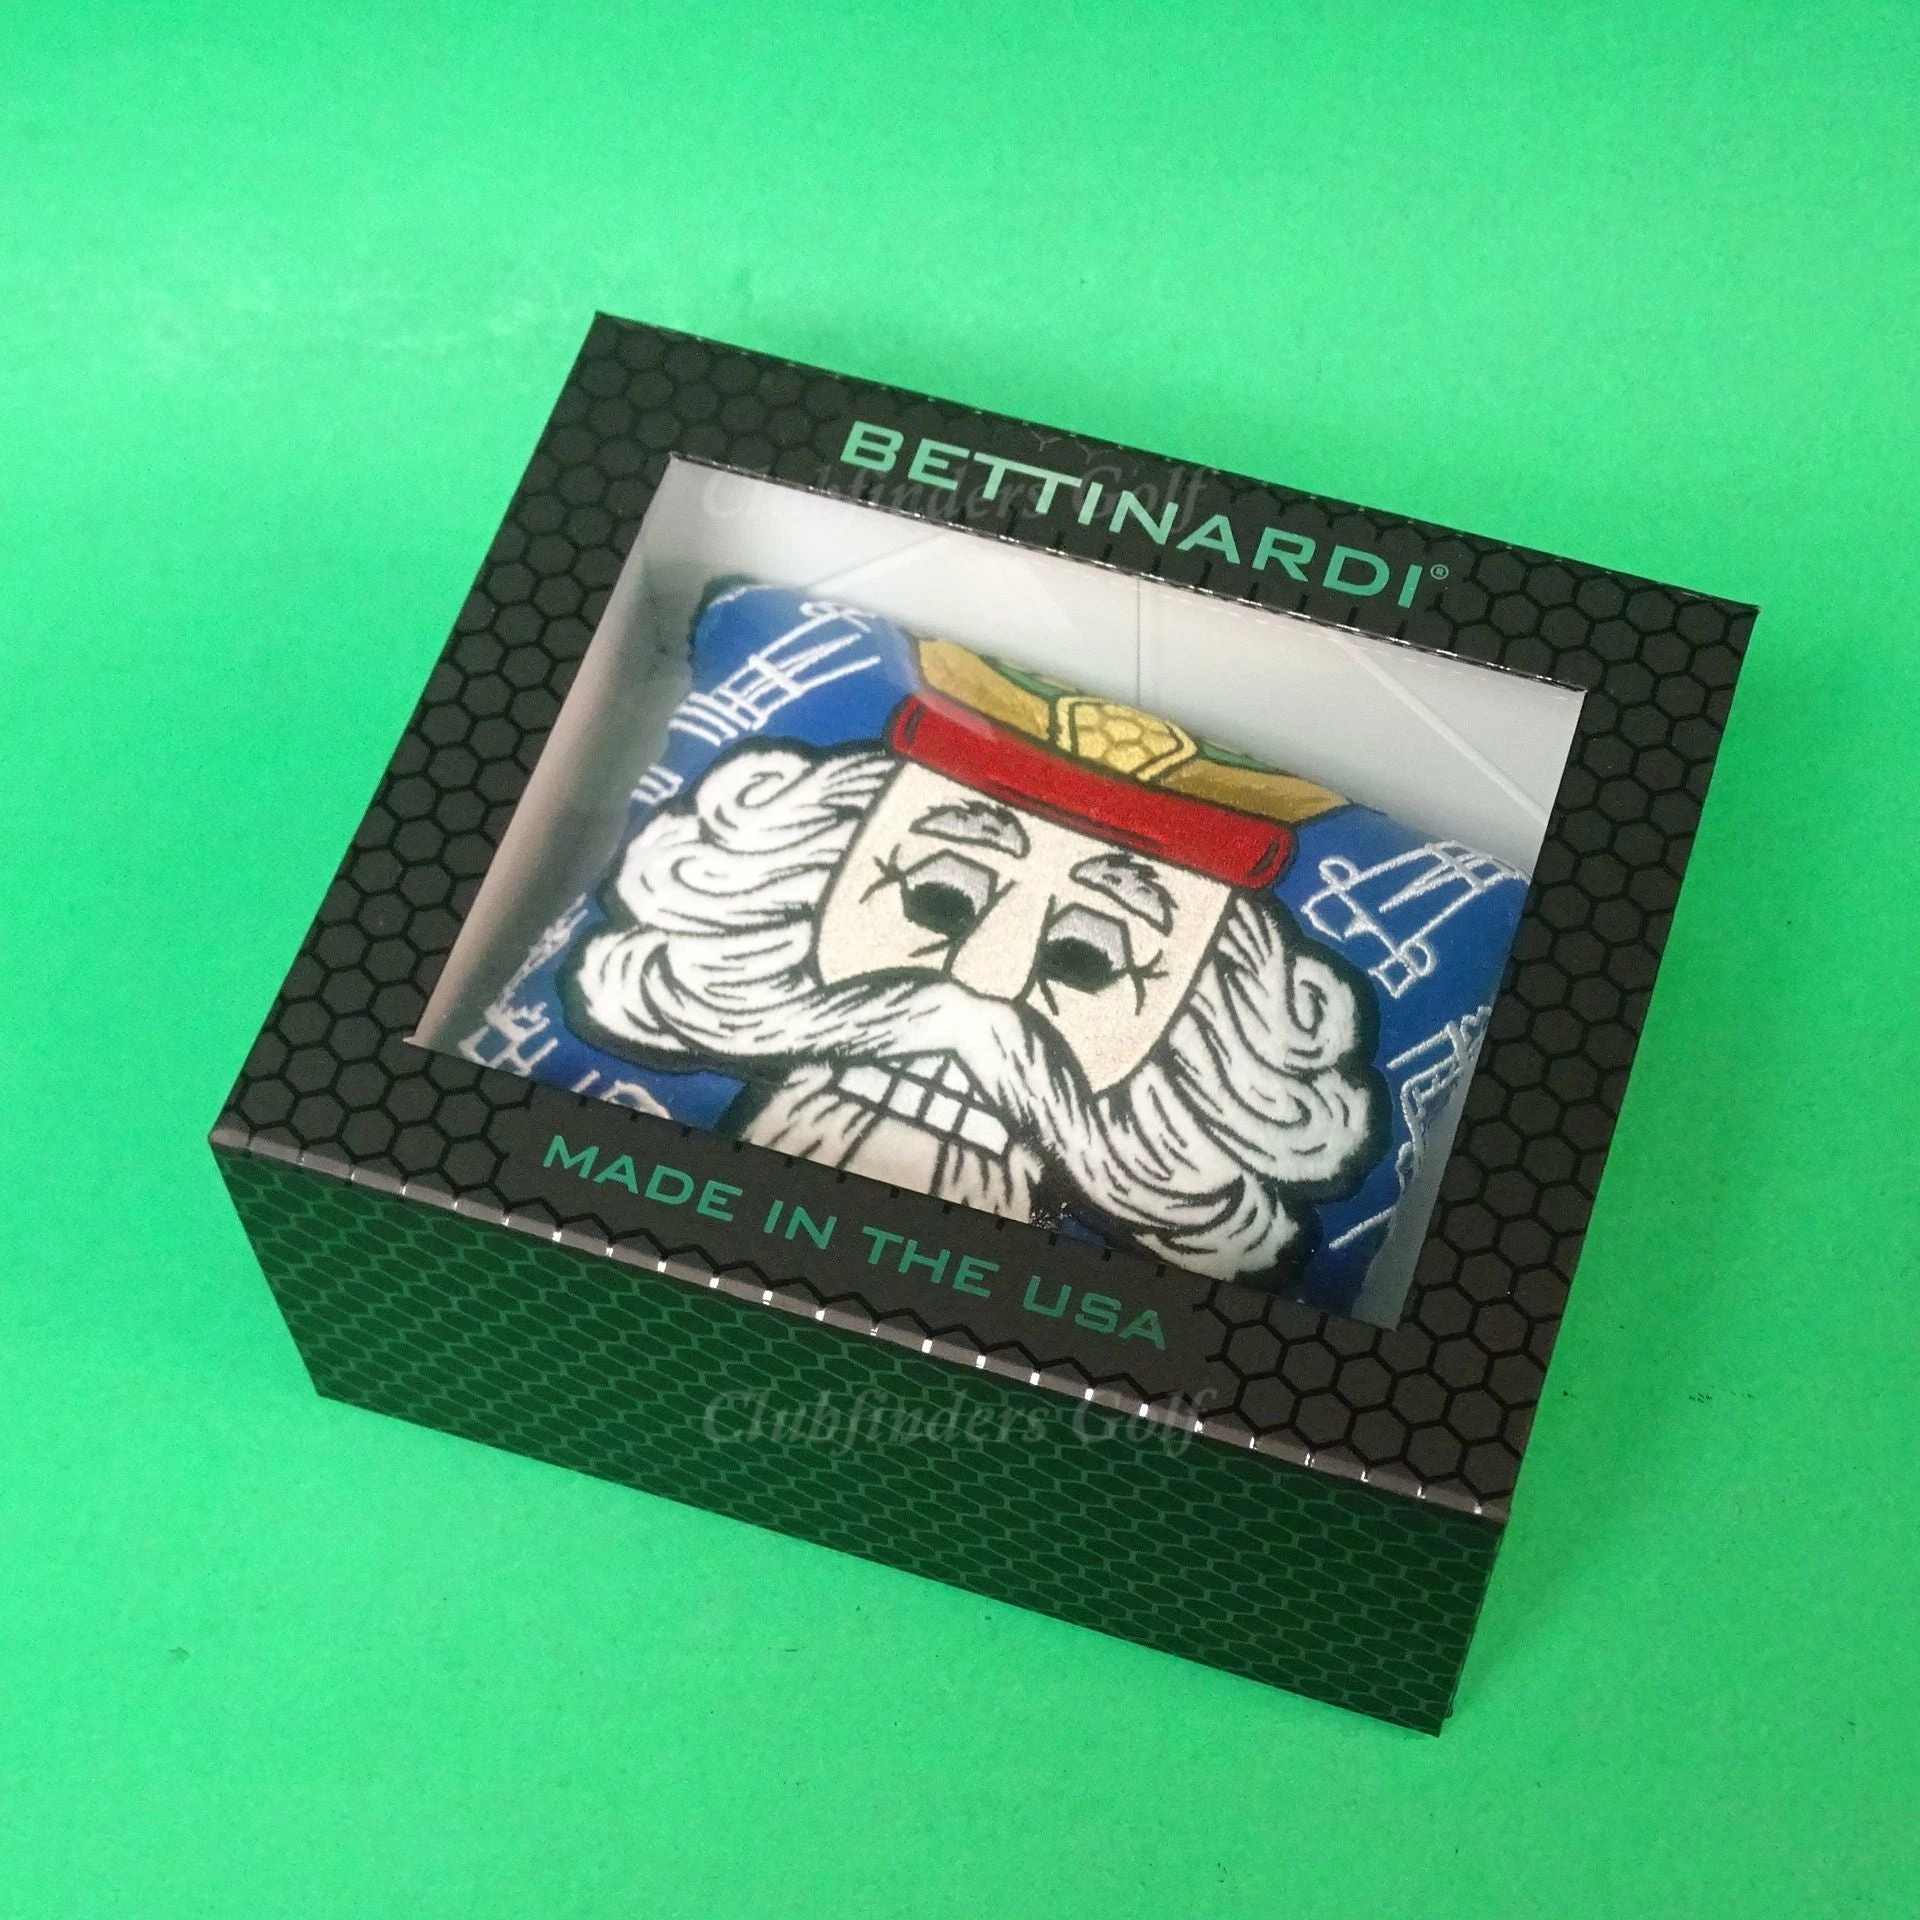 BETTINARDI®
Clubfinders Golf
MADE IN THE USA
Clubfinders Golf